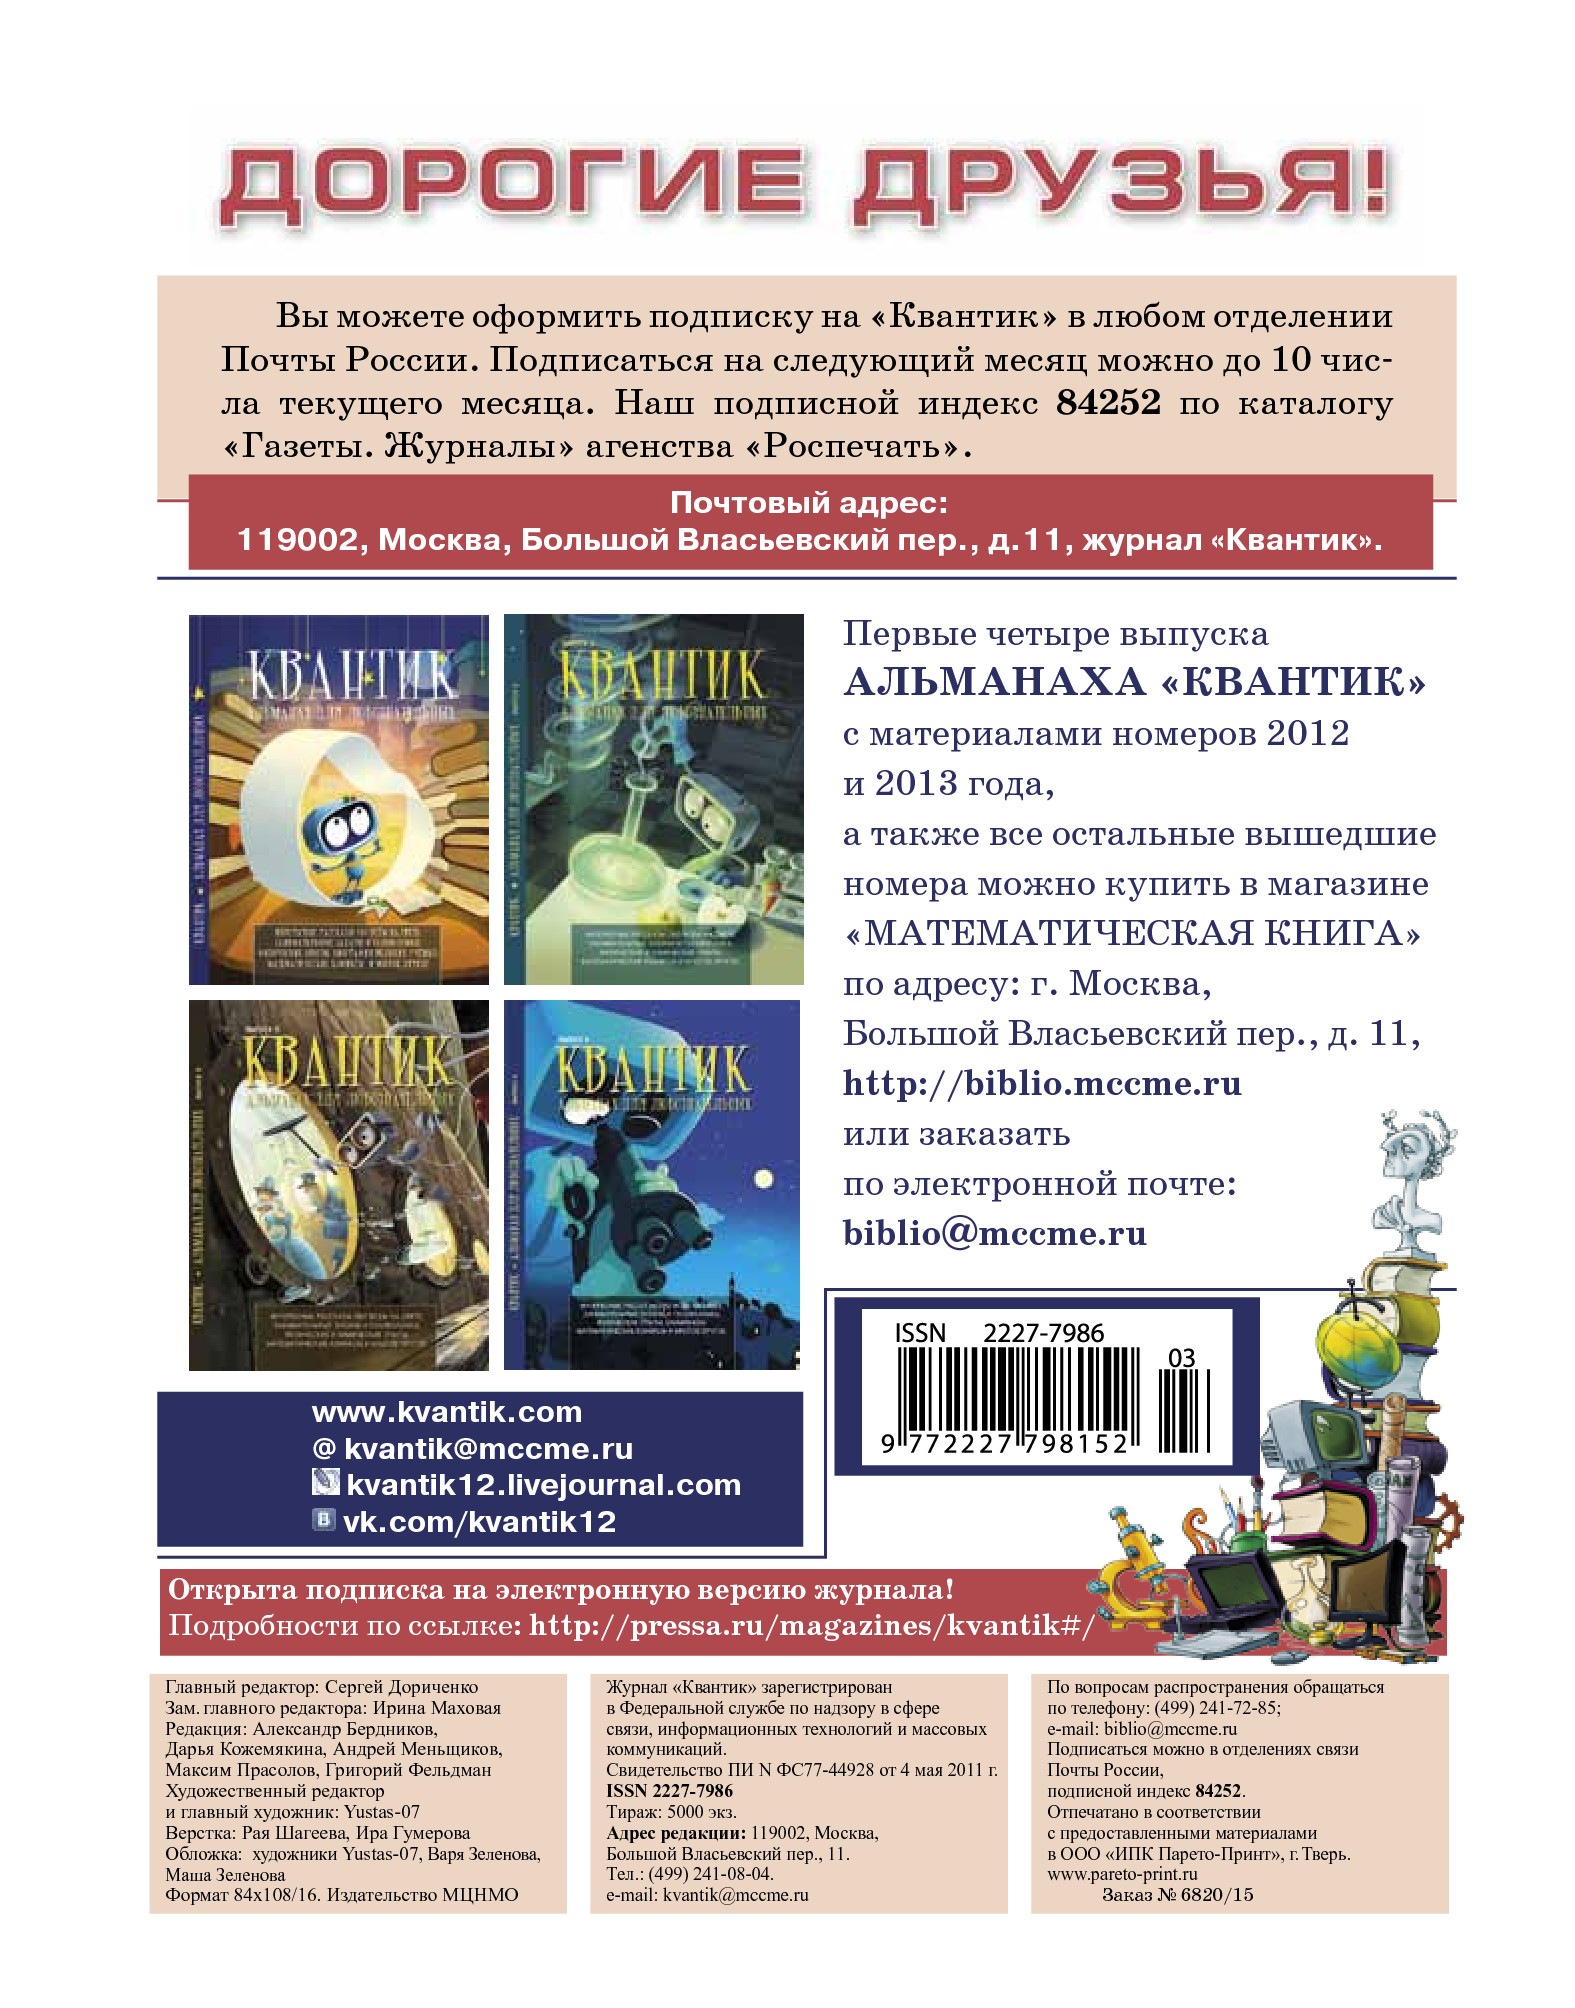 ДОРОГИЕ ДРУЗЬЯ!
Вы можете оформить подписку на «Квантик» в любом отделении
Почты России. Подписаться на следующий месяц можно до 10 чис-
ла текущего месяца. Наш подписной индекс 84252 по каталогу
«Газеты. Журналы» агенства «Роспечать».
Почтовый адрес:
119002, Москва, Большой Власьевский пер., д.11, журнал «Квантик».
КВАНТИК
КВАНТИК
КВАНТИК
КВАНТИК
Первые четыре выпуска
АЛЬМАНАХА «КВАНТИК»
с материалами номеров 2012
и 2013 года,
а также все остальные вышедшие
номера можно купить в магазине
«МАТЕМАТИЧЕСКАЯ КНИГА»
по адресу: г. Москва,
Большой Власьевский пер., д. 11,
http://biblio.mccme.ru
или заказать
по электронной почте:
biblio@mccme.ru
ISSN 2227-7986
03
9 772227 798152
www.kvantik.com
@ kvantik@mccme.ru
kvantik12.livejournal.com
B vk.com/kvantik12
Открыта подписка на электронную версию журнала!
Подробности по ссылке: http://pressa.ru/magazines/kvantik#/
Главный редактор: Сергей Дориченко
Зам. главного редактора: Ирина Маховая
Редакция: Александр Бердников,
Дарья Кожемякина, Андрей Меньщиков,
Максим Прасолов, Григорий Фельдман
Художественный редактор
и главный художник: Yustas-07
Верстка: Рая Шагеева, Ира Гумерова
Обложка: художники Yustas-07, Варя Зеленова,
Маша Зеленова
Формат 84х108/16. Издательство МЦНМО
Журнал «Квантик» зарегистрирован
в Федеральной службе по надзору в сфере
связи, информационных технологий и массовых
коммуникаций.
Свидетельство ПИ N ФС77-44928 от 4 мая 2011 г.
ISSN 2227-7986
Тираж: 5000 экз.
Адрес редакции: 119002, Москва,
Большой Власьевский пер., 11.
Тел.: (499) 241-08-04.
e-mail: kvantik@mccme.ru
По вопросам распространения обращаться
по телефону: (499) 241-72-85;
e-mail: biblio@mccme.ru
Подписаться можно в отделениях связи
Почты России,
подписной индекс 84252.
Отпечатано в соответствии
с предоставленными материалами
в ООО «ИПК Парето-Принт», г. Тверь.
www.pareto-print.ru
Заказ № 6820/15